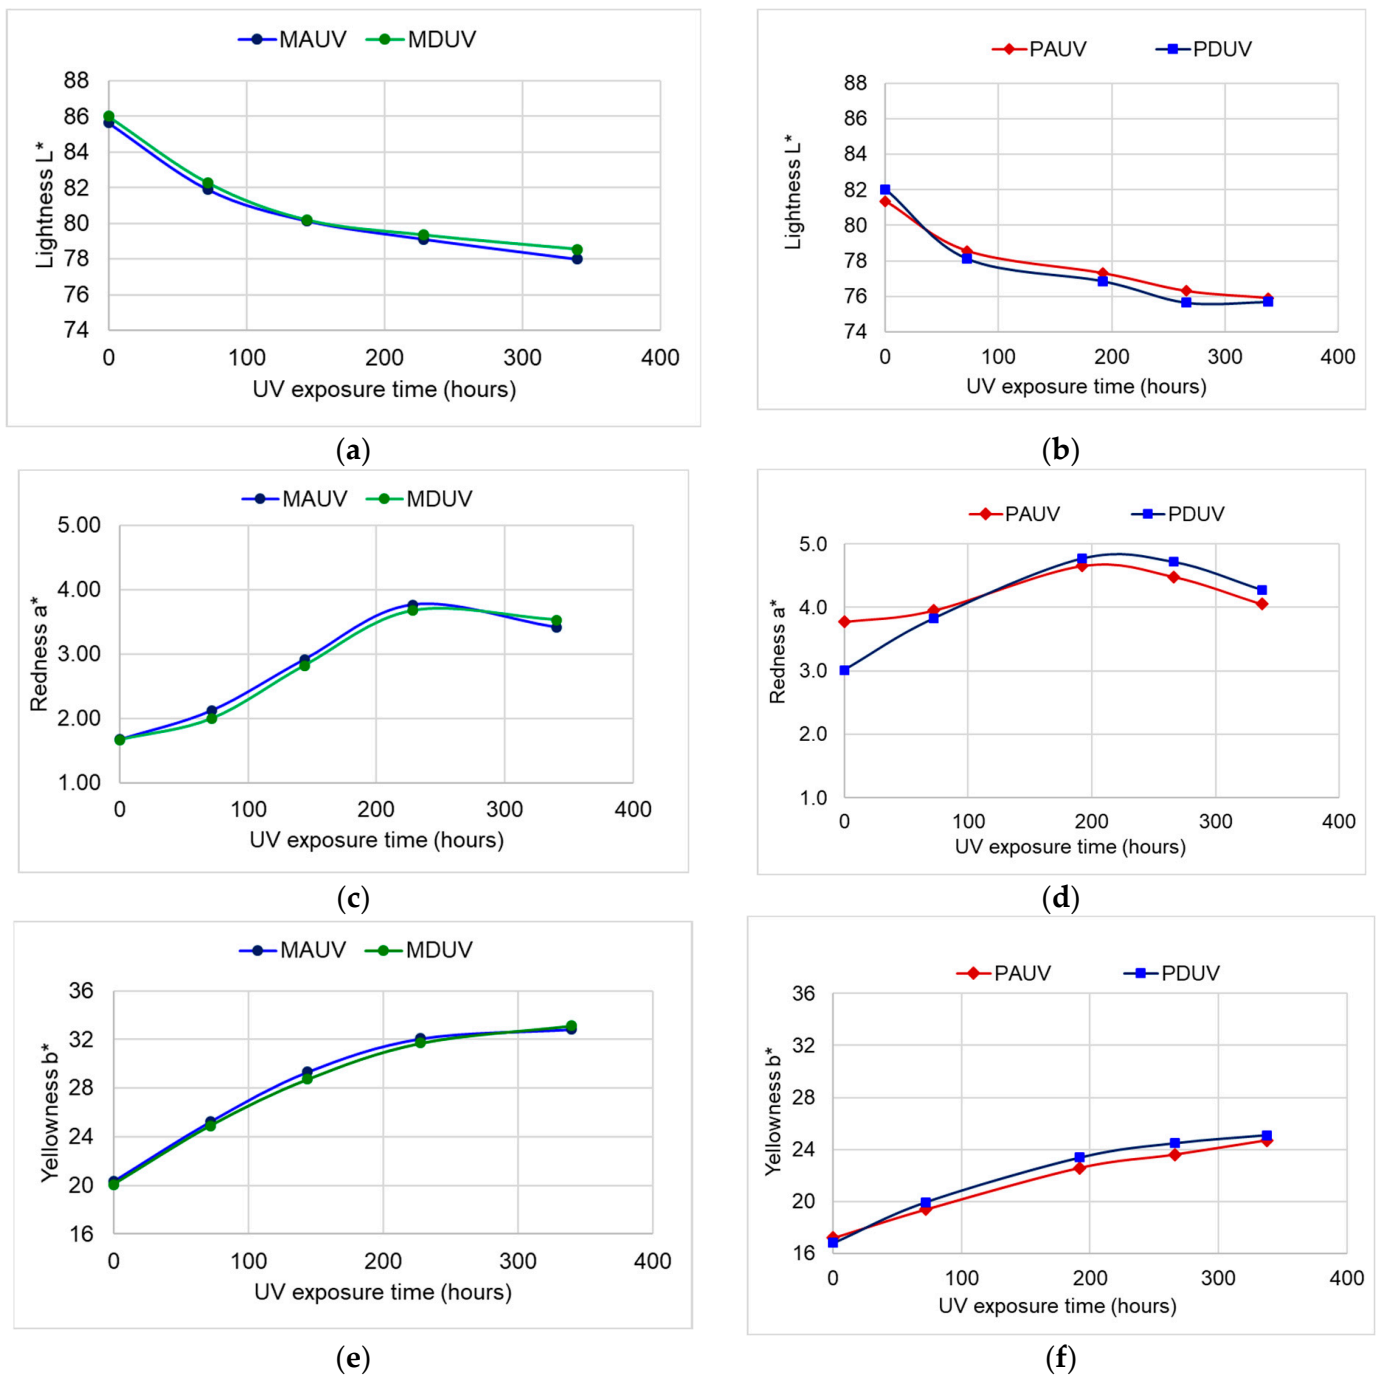 MAUV MDUV
88
86
84
82
80
78
76
74
Lightness L*
0 100 200 300 400
UV exposure time (hours)
(a)
PAUV PDUV
88
86
84
82
80
78
76
74
Lightness L*
0 100 200 300 400
UV exposure time (hours)
(b)
MAUV MDUV
5.00
4.00
3.00
2.00
1.00
Redness a*
0 100 200 300 400
UV exposure time (hours)
(c)
PAUV PDUV
5.0
4.0
3.0
2.0
1.0
Redness a*
0 100 200 300 400
UV exposure time (hours)
(d)
MAUV MDUV
36
32
28
24
20
16
Yellowness b*
0 100 200 300 400
UV exposure time (hours)
(e)
PAUV PDUV
36
32
28
24
20
16
Yellowness b*
0 100 200 300 400
UV exposure time (hours)
(f)